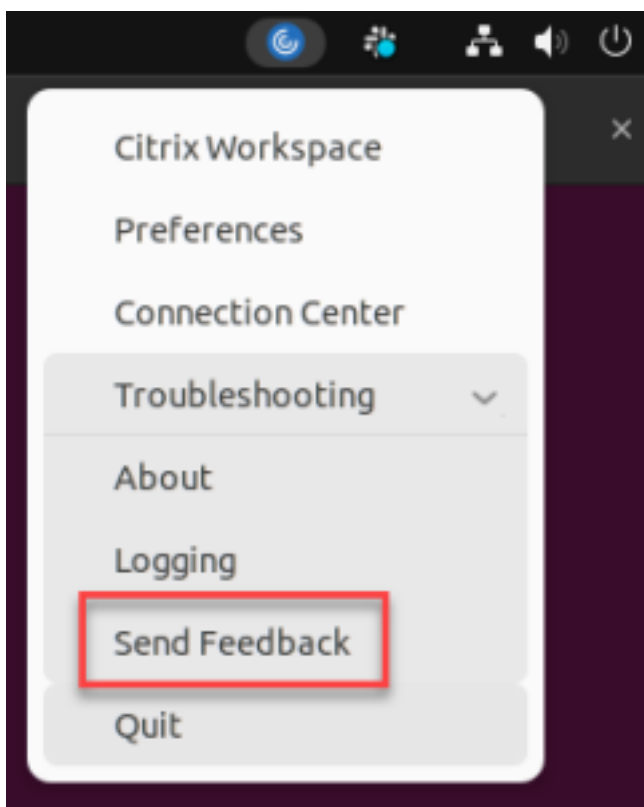 Citrix Workspace
Preferences
Connection Center
Troubleshooting
About
Logging
Send Feedback
Quit